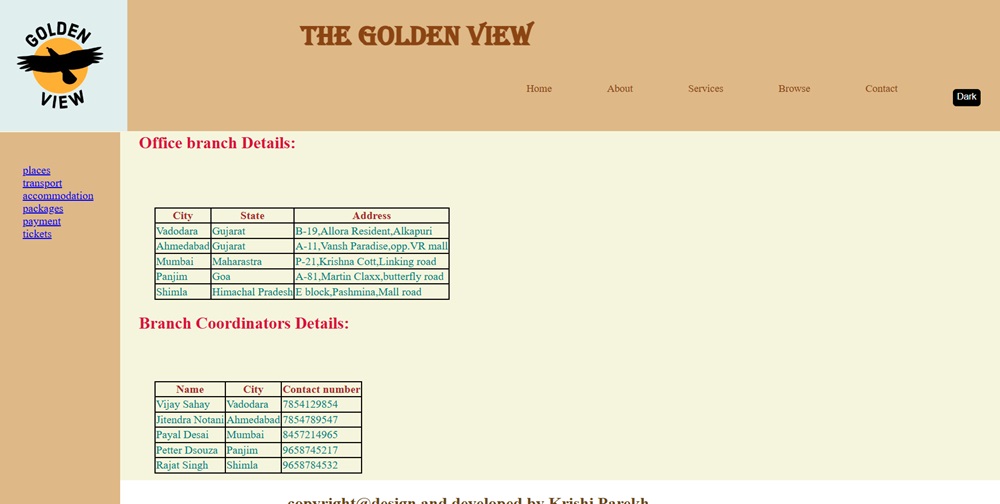 GOLDEN
VIEW
THE GOLDEN VIEW
Home About Services Browse Contact
Dark
places
transport
accommodation
packages
payment
tickets
Office branch Details:
City State Address
Vadodara Gujarat B-19,Allora Resident,Alkapuri
Ahmedabad Gujarat A-11,Vansh Paradise,opp.VR mall
Mumbai Maharastra P-21,Krishna Cott,Linking road
Panjim Goa A-81,Martin Claxx,butterfly road
Shimla Himachal Pradesh E block,Pashmina,Mall road
Branch Coordinators Details:
Name City Contact number
Vijay Sahay Vadodara 7854129854
Jitendra Notani Ahmedabad 7854789547
Payal Desai Mumbai 8457214965
Petter Dsouza Panjim 9658745217
Rajat Singh Shimla 9658784532
copyright@design and developed by Krishi Parekh